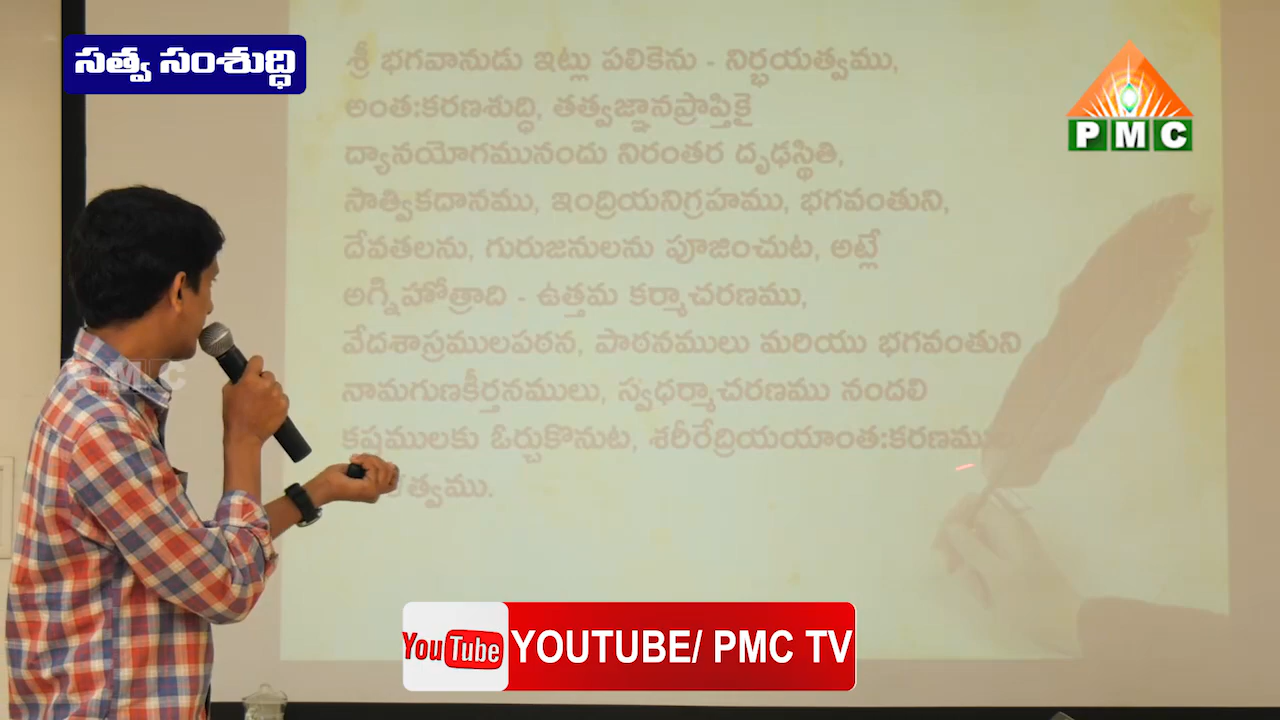 సత్వ సంశుద్ధి
శ్రీ భగవానుడు ఇట్లు పలికెను - నిర్భయత్వము,
అంత:కరణశుద్ధి, తత్వజ్ఞానప్రాప్తికై
ద్యానయోగమునందు నిరంతర దృఢస్థితి,
సాత్వికదానము, ఇంద్రియనిగ్రహము, భగవంతుని,
దేవతలను, గురుజనులను పూజించుట, అట్లే
అగ్నిహోత్రాది - ఉత్తమ కర్మాచరణము,
వేదశాస్రములపఠన, పాఠనములు మరియు భగవంతుని
నామగుణకీర్తనములు, స్వధర్మాచరణము నందలి
కష్టములకు ఓర్చుకొనుట, శరీరేద్రియయాంత:కరణముల
PMC
PMC
YouTube YOUTUBE/ PMC TV